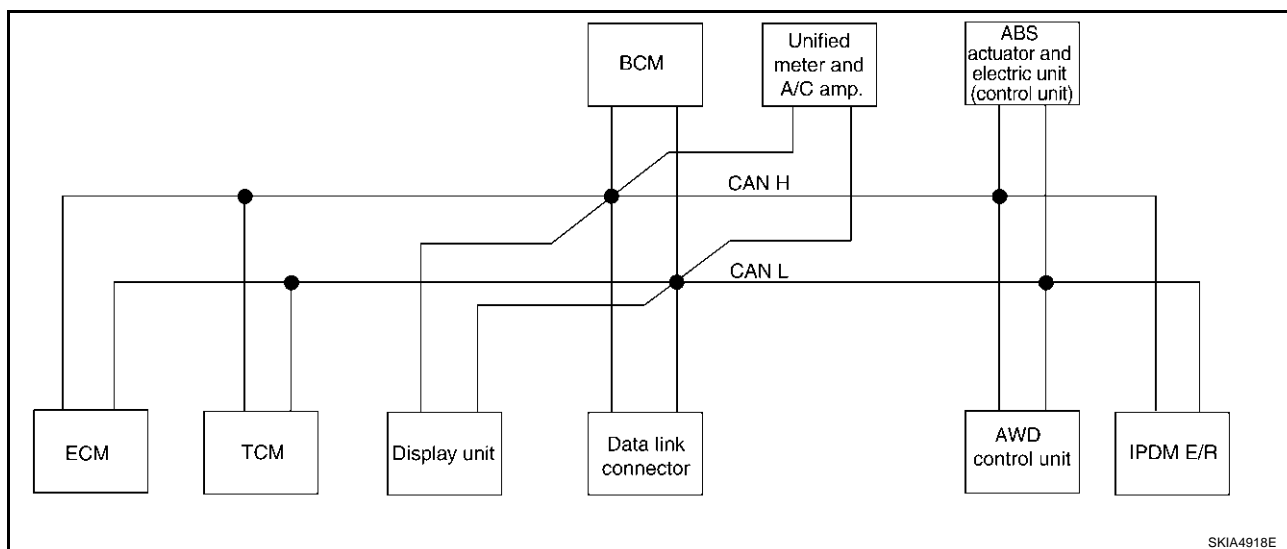 BCM
Unified
meter and
A/C amp.
ABS
actuator and
electric unit
(control unit)
CAN H
CAN L
ECM
TCM
Display unit
Data link
connector
AWD
control unit
IPDM E/R
SKIA4918E